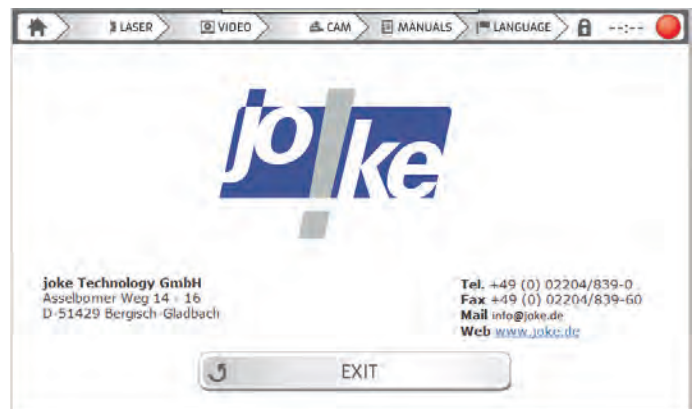 LASER VIDEO CAM MANUALS LANGUAGE --:--
jo!ke
joke Technology GmbH
Asselborner Weg 14 - 16
D-51429 Bergisch-Gladbach
Tel. +49 (0) 02204/839-0
Fax +49 (0) 02204/839-60
Mail info@joke.de
Web www.joke.de
EXIT